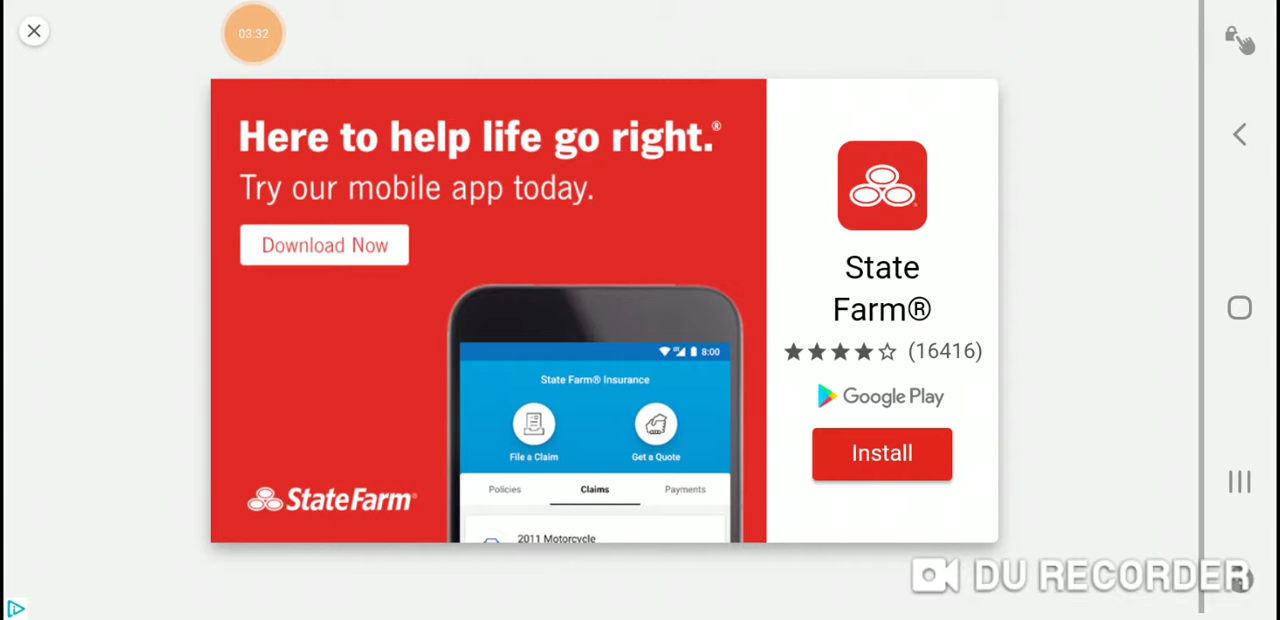 03:32
Here to help life go right.®
Try our mobile app today.
Download Now
8:00
State Farm® Insurance
File a Claim
Get a Quote
Policies
Claims
Payments
2011 Motorcycle
StateFarm®
State
Farm®
(16416)
Google Play
Install
DU RECORDER